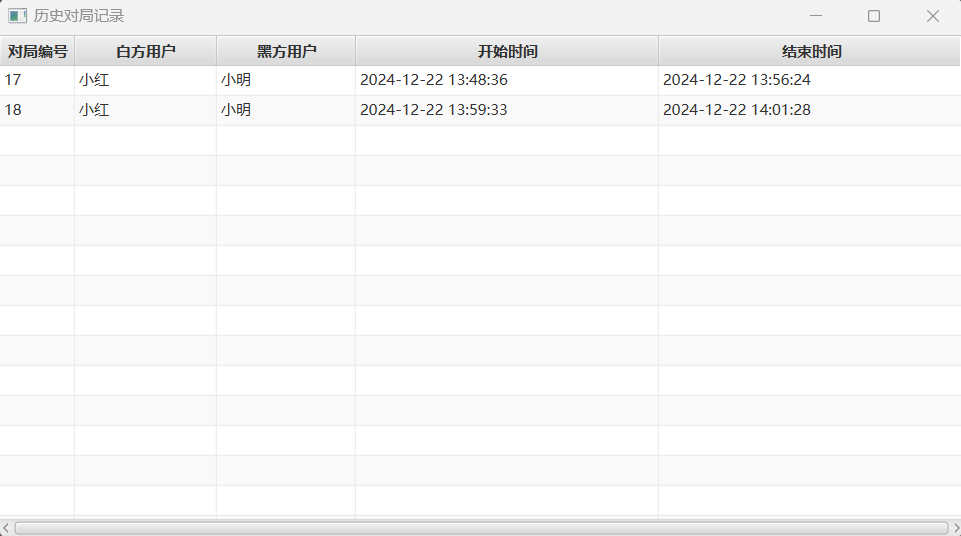 历史对局记录
对局编号 白方用户 黑方用户 开始时间 结束时间
17 小红 小明 2024-12-22 13:48:36 2024-12-22 13:56:24
18 小红 小明 2024-12-22 13:59:33 2024-12-22 14:01:28